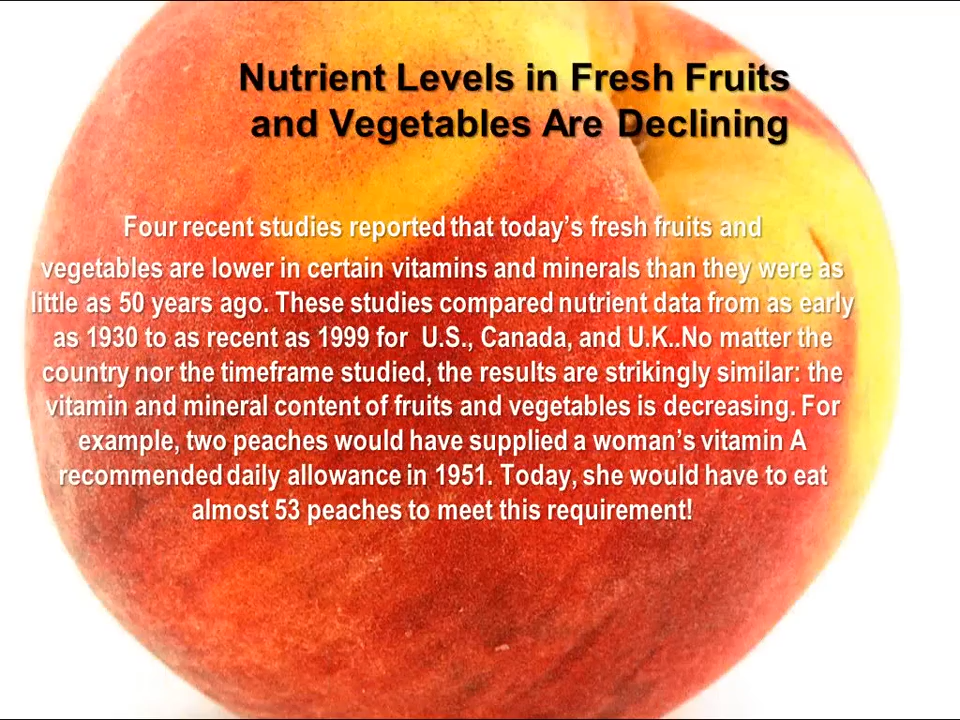 Nutrient Levels in Fresh Fruits
and Vegetables Are Declining
Four recent studies reported that today’s fresh fruits and
vegetables are lower in certain vitamins and minerals than they were as
little as 50 years ago. These studies compared nutrient data from as early
as 1930 to as recent as 1999 for U.S., Canada, and U.K..No matter the
country nor the timeframe studied, the results are strikingly similar: the
vitamin and mineral content of fruits and vegetables is decreasing. For
example, two peaches would have supplied a woman’s vitamin A
recommended daily allowance in 1951. Today, she would have to eat
almost 53 peaches to meet this requirement!